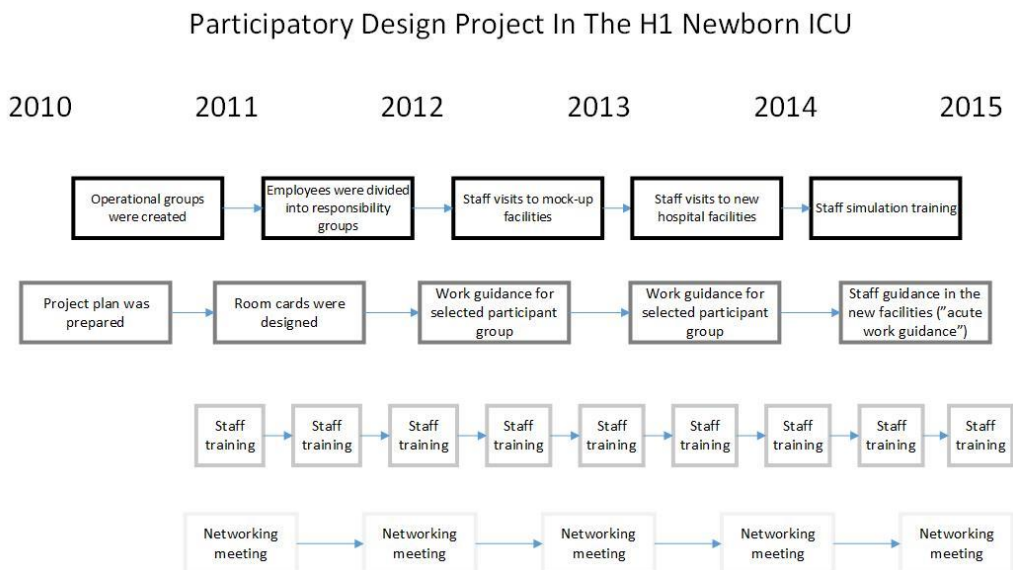 Participatory Design Project In The H1 Newborn ICU
2010 2011 2012 2013 2014 2015
Operational groups
were created
Employees were divided
into responsibility
groups
Staff visits to mock-up
facilities
Staff visits to new
hospital facilities
Staff simulation training
Project plan was
prepared
Room cards were
designed
Work guidance for
selected participant
group
Work guidance for
selected participant
group
Staff guidance in the
new facilities (”acute
work guidance”)
Staff
training
Staff
training
Staff
training
Staff
training
Staff
training
Staff
training
Staff
training
Staff
training
Staff
training
Networking
meeting
Networking
meeting
Networking
meeting
Networking
meeting
Networking
meeting